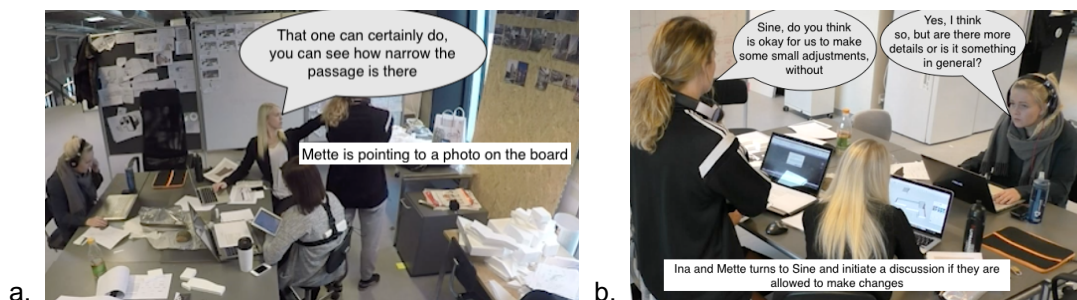 That one can certainly do,
you can see how narrow the
passage is there
Mette is pointing to a photo on the board
a.
Sine, do you think
is okay for us to make
some small adjustments,
without
Yes, I think
so, but are there more
details or is it something
in general?
Ina and Mette turns to Sine and initiate a discussion if they are
allowed to make changes
b.